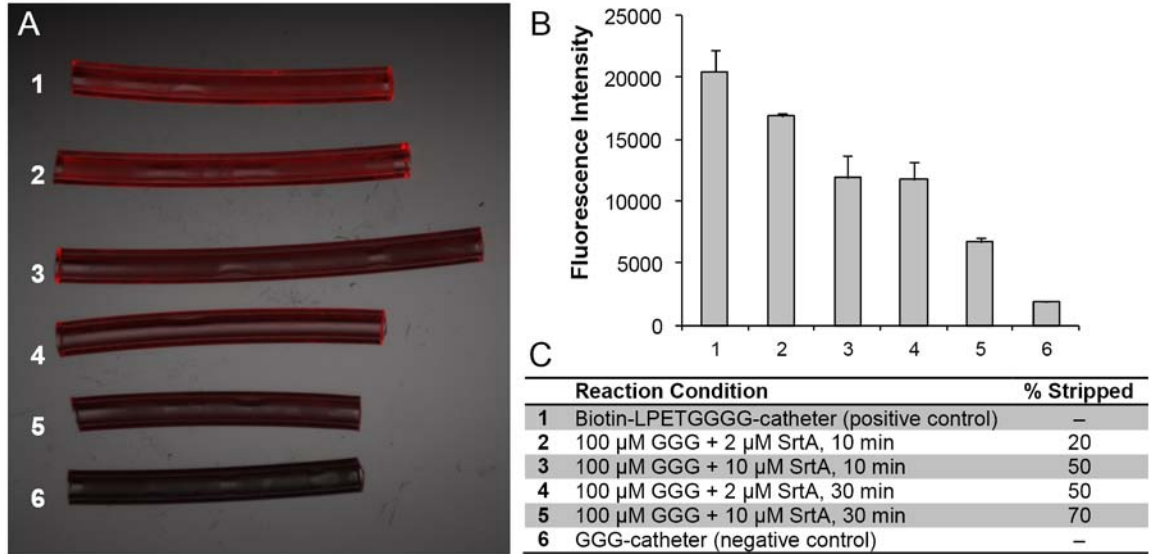 A
1
2
3
4
5
6
B
Fluorescence Intensity
25000
20000
15000
10000
5000
0
1 2 3 4 5 6
C
Reaction Condition % Stripped
1 Biotin-LPETGGGG-catheter (positive control) –
2 100 µM GGG + 2 µM SrtA, 10 min 20
3 100 µM GGG + 10 µM SrtA, 10 min 50
4 100 µM GGG + 2 µM SrtA, 30 min 50
5 100 µM GGG + 10 µM SrtA, 30 min 70
6 GGG-catheter (negative control) –